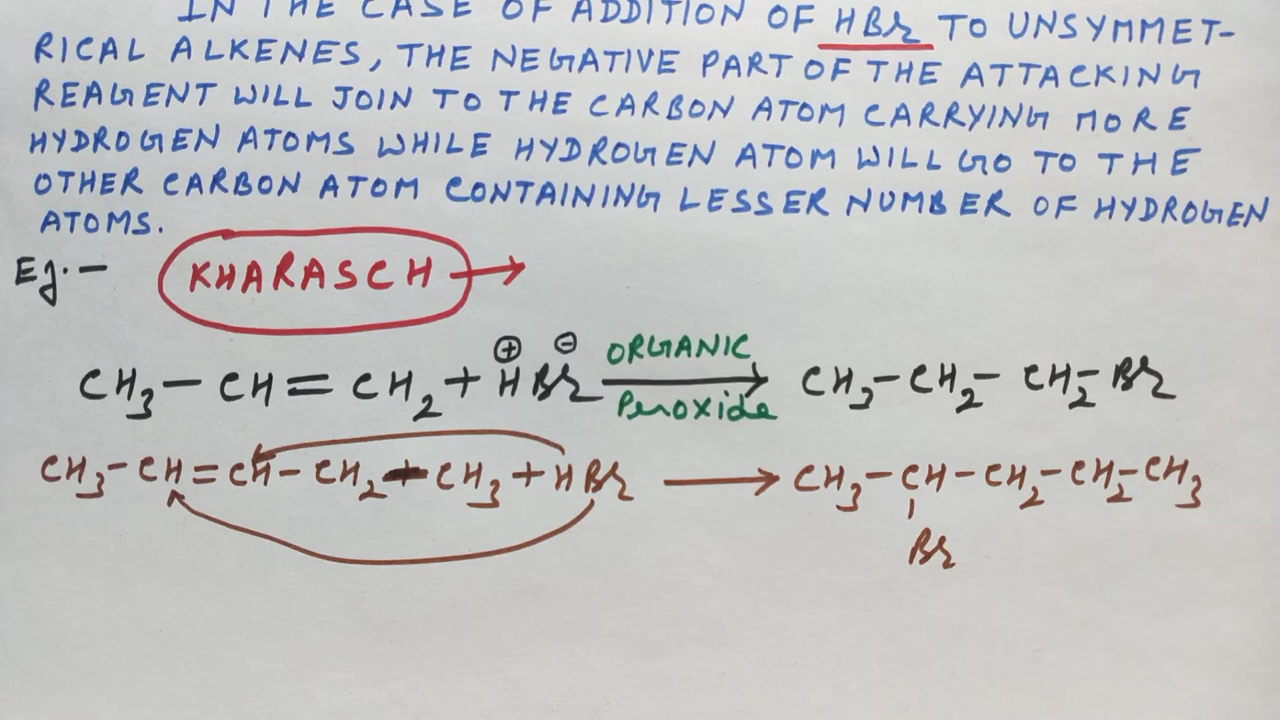 IN THE CASE OF ADDITION OF HBr TO UNSYMMET-
RICAL ALKENES, THE NEGATIVE PART OF THE ATTACKING
REAGENT WILL JOIN TO THE CARBON ATOM CARRYING MORE
HYDROGEN ATOMS WHILE HYDROGEN ATOM WILL GO TO THE
OTHER CARBON ATOM CONTAINING LESSER NUMBER OF HYDROGEN
ATOMS.
Eg.- KHARASCH →
⊕ ⊖ ORGANIC
CH3-CH=CH2+HBr → CH3-CH2-CH2-Br
Peroxide
CH3-CH=CH-CH2-CH3+HBr → CH3-CH-CH2-CH2-CH3
Br